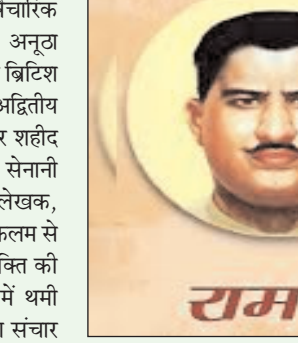 वैचारिक
अनूठा
ब्रिटिश
अद्वितीय
र शहीद
सेनानी
लेखक,
कलम से
क्ति की
में थमी
संचार
राम